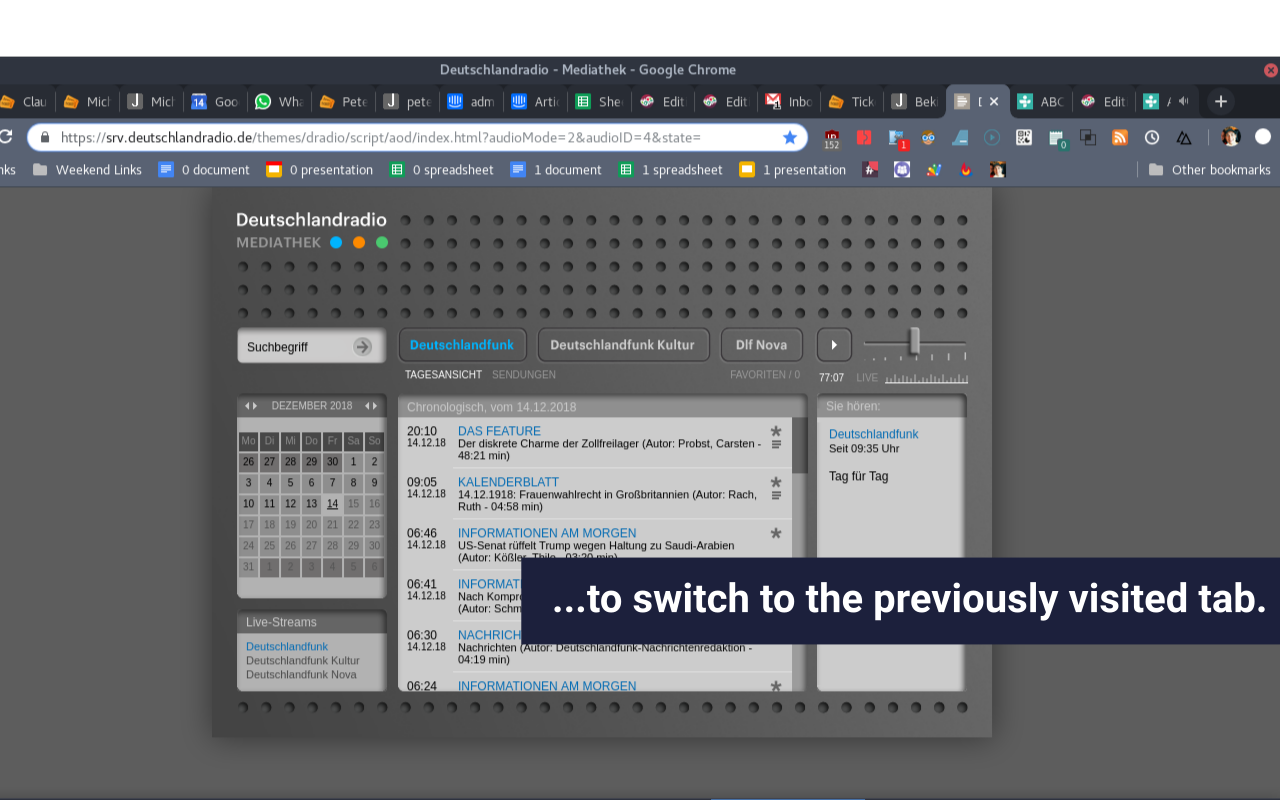 Deutschlandradio - Mediathek - Google Chrome
Clau Mich Mich Goo Wha Pete pete adm Arti She Edit Edit Inbo Tick Bekl ABC Edit
https://srv.deutschlandradio.de/themes/dradio/script/aod/index.html?audioMode=2&audioID=4&state=
152 1 0
nks Weekend Links 0 document 0 presentation 0 spreadsheet 1 document 1 spreadsheet 1 presentation Other bookmarks
Deutschlandradio
MEDIATHEK
Suchbegriff
Deutschlandfunk Deutschlandfunk Kultur Dlf Nova
TAGESANSICHT SENDUNGEN FAVORITEN / 0
77:07 LIVE
DEZEMBER 2018
Mo Di Mi Do Fr Sa So
26 27 28 29 30 1 2
3 4 5 6 7 8 9
10 11 12 13 14 15 16
17 18 19 20 21 22 23
24 25 26 27 28 29 30
31 1 2 3 4 5 6
Live-Streams
Deutschlandfunk
Deutschlandfunk Kultur
Deutschlandfunk Nova
Chronologisch, vom 14.12.2018
20:10 DAS FEATURE
14.12.18 Der diskrete Charme der Zollfreilager (Autor: Probst, Carsten -
48:21 min)
09:05 KALENDERBLATT
14.12.18 14.12.1918: Frauenwahlrecht in Großbritannien (Autor: Rach,
Ruth - 04:58 min)
06:46 INFORMATIONEN AM MORGEN
14.12.18 US-Senat rüffelt Trump wegen Haltung zu Saudi-Arabien
(Autor: Kößler, Thilo - 03:20 min)
06:41 INFORMATI
14.12.18 Nach Kompro
(Autor: Schm
06:30 NACHRICH
14.12.18 Nachrichten (Autor: Deutschlandfunk-Nachrichtenredaktion -
04:19 min)
06:24 INFORMATIONEN AM MORGEN
Sie hören:
Deutschlandfunk
Seit 09:35 Uhr
Tag für Tag
...to switch to the previously visited tab.